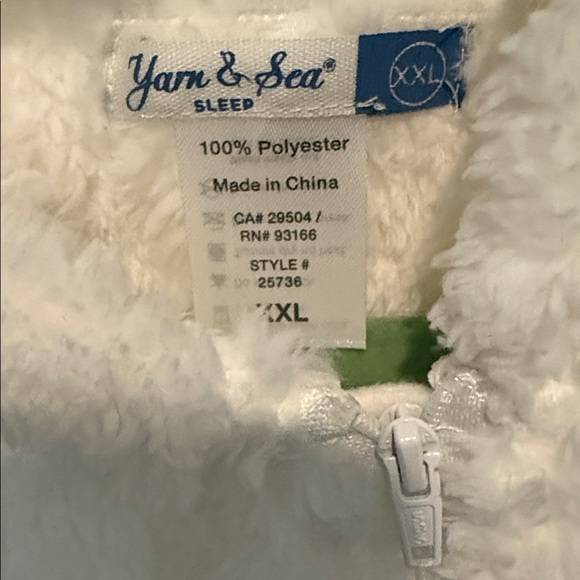 Yarn & Sea®
SLEEP
XXL
100% Polyester
Made in China
CA# 29504 /
RN# 93166
STYLE #
25736
XXL